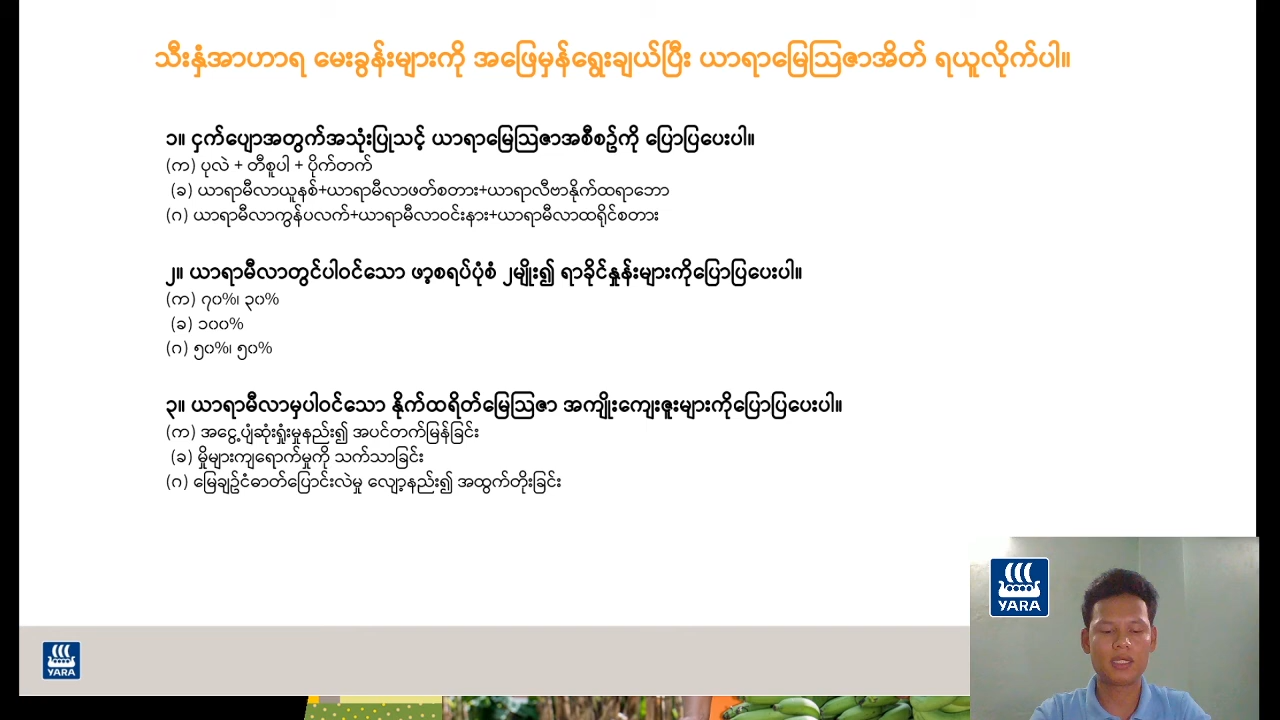 သီးနှံအာဟာရ မေးခွန်းများကို အဖြေမှန်ရွေးချယ်ပြီး ယာရာမြေဩဇာအိတ် ရယူလိုက်ပါ။
၁။ ငှက်ပျောအတွက်အသုံးပြုသင့် ယာရာမြေဩဇာအစီစဥ်ကို ပြောပြပေးပါ။
(က) ပုလဲ + တီစူပါ + ပိုက်တက်
(ခ) ယာရာမီလာယူနစ်+ယာရာမီလာဖတ်စတား+ယာရာလီဗာနိုက်ထရာဘော
(ဂ) ယာရာမီလာကွန်ပလက်+ယာရာမီလာဝင်းနား+ယာရာမီလာထရိုင်စတား
၂။ ယာရာမီလာတွင်ပါဝင်သော ဖာ့စရပ်ပုံစံ ၂မျိုး၏ ရာခိုင်နှုန်းများကိုပြောပြပေးပါ။
(က) ၇၀%၊ ၃၀%
(ခ) ၁၀၀%
(ဂ) ၅၀%၊ ၅၀%
၃။ ယာရာမီလာမှပါဝင်သော နိုက်ထရိတ်မြေဩဇာ အကျိုးကျေးဇူးများကိုပြောပြပေးပါ။
(က) အငွေ့ပျံဆုံးရှုံးမှုနည်း၍ အပင်တက်မြန်ခြင်း
(ခ) မှိုများကျရောက်မှုကို သက်သာခြင်း
(ဂ) မြေချဥ်ငံဓာတ်ပြောင်းလဲမှု လျော့နည်း၍ အထွက်တိုးခြင်း
YARA
YARA